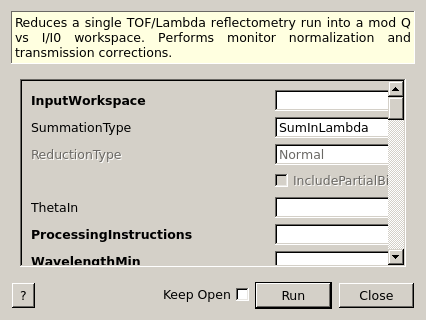 Reduces a single TOF/Lambda reflectometry run into a mod Q
vs I/I0 workspace. Performs monitor normalization and
transmission corrections.
InputWorkspace
SummationType SumInLambda
ReductionType Normal
IncludePartialBi
ThetaIn
ProcessingInstructions
WavelengthMin
? Keep Open Run Close